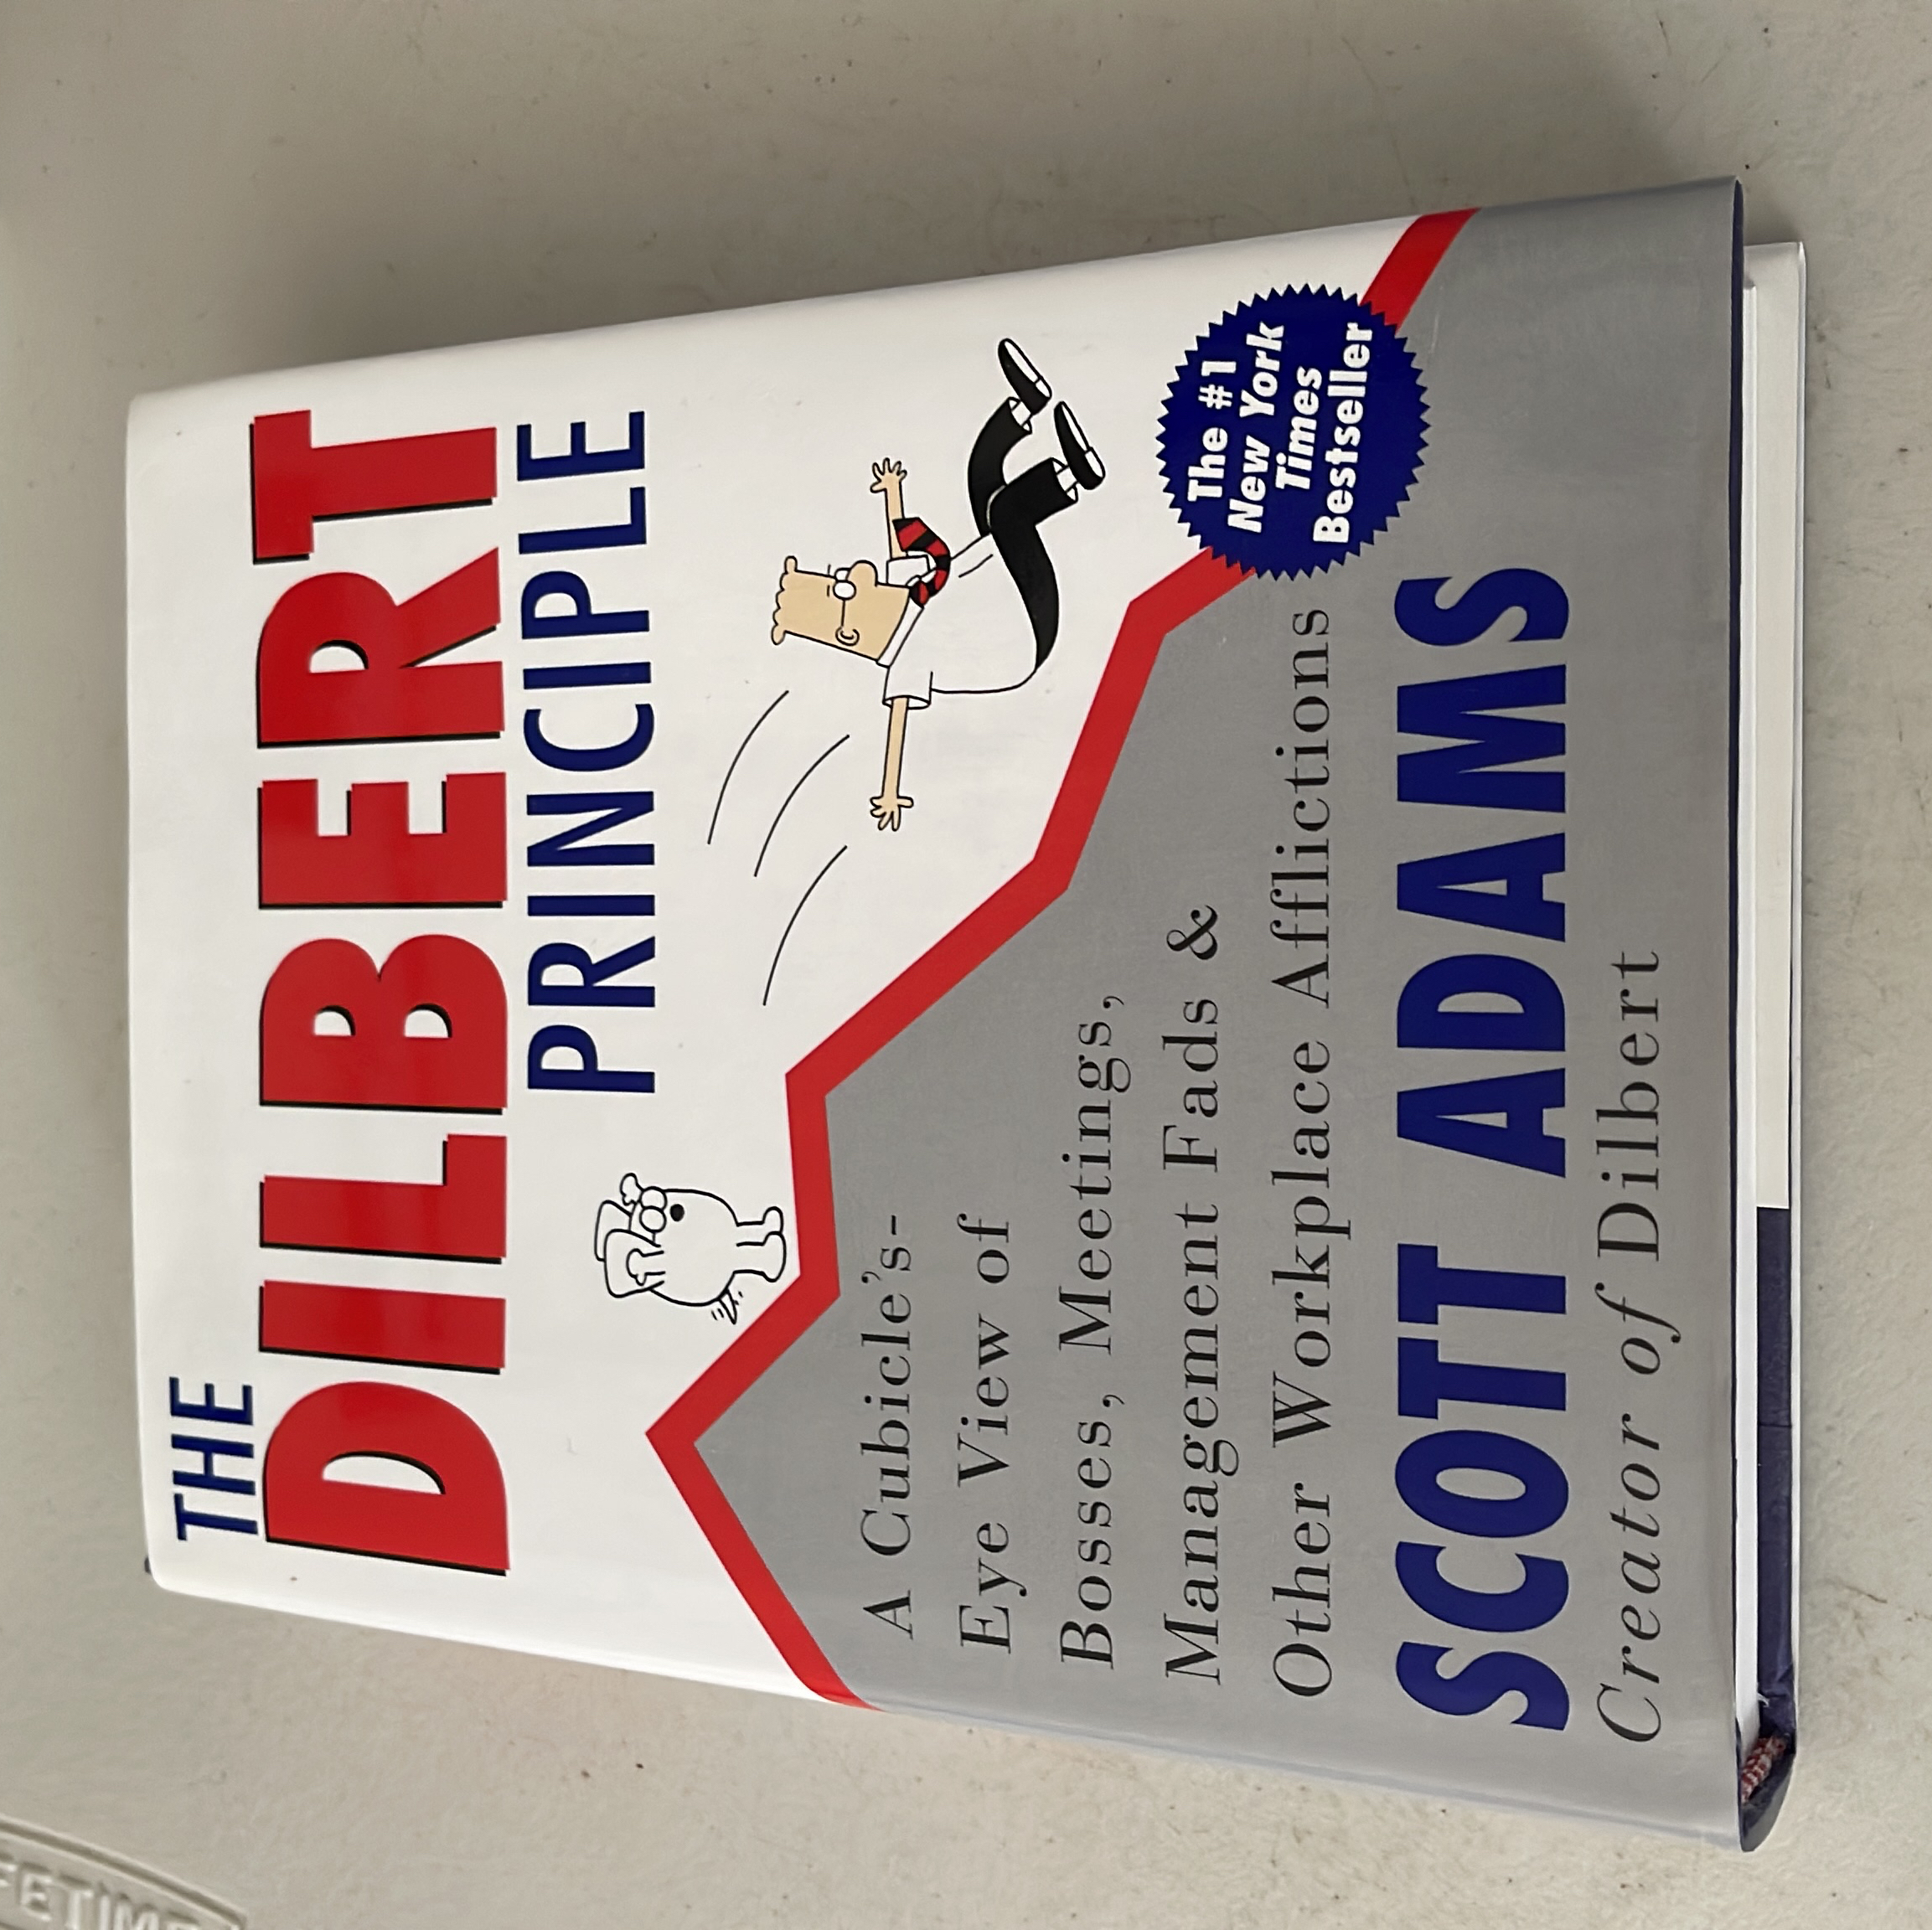 THE
DILBERT
PRINCIPLE
A Cubicle's-
Eye View of
Bosses, Meetings,
Management Fads &
Other Workplace Afflictions
The #1
New York
Times
Bestseller
SCOTT ADAMS
Creator of Dilbert